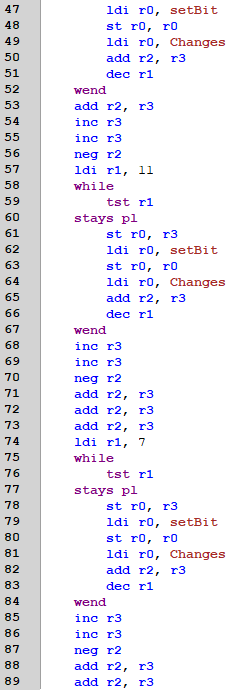 47 ldi r0, setBit
48 st r0, r0
49 ldi r0, Changes
50 add r2, r3
51 dec r1
52 wend
53 add r2, r3
54 inc r3
55 inc r3
56 neg r2
57 ldi r1, 11
58 while
59 tst r1
60 stays pl
61 st r0, r3
62 ldi r0, setBit
63 st r0, r0
64 ldi r0, Changes
65 add r2, r3
66 dec r1
67 wend
68 inc r3
69 inc r3
70 neg r2
71 add r2, r3
72 add r2, r3
73 add r2, r3
74 ldi r1, 7
75 while
76 tst r1
77 stays pl
78 st r0, r3
79 ldi r0, setBit
80 st r0, r0
81 ldi r0, Changes
82 add r2, r3
83 dec r1
84 wend
85 inc r3
86 inc r3
87 neg r2
88 add r2, r3
89 add r2, r3